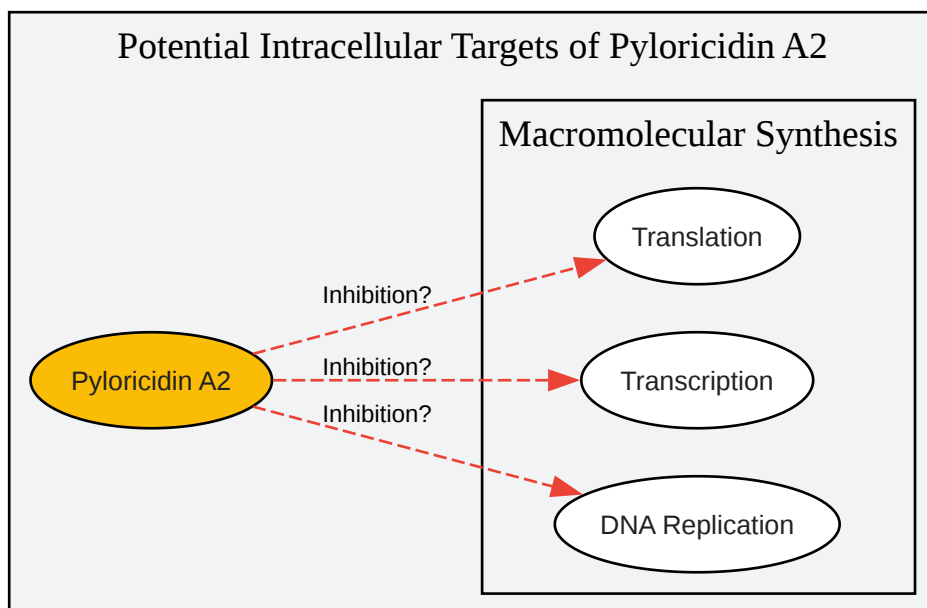 Potential Intracellular Targets of Pyloricidin A2
Macromolecular Synthesis
Translation
Inhibition?
Pyloricidin A2
Inhibition?
Transcription
Inhibition?
DNA Replication